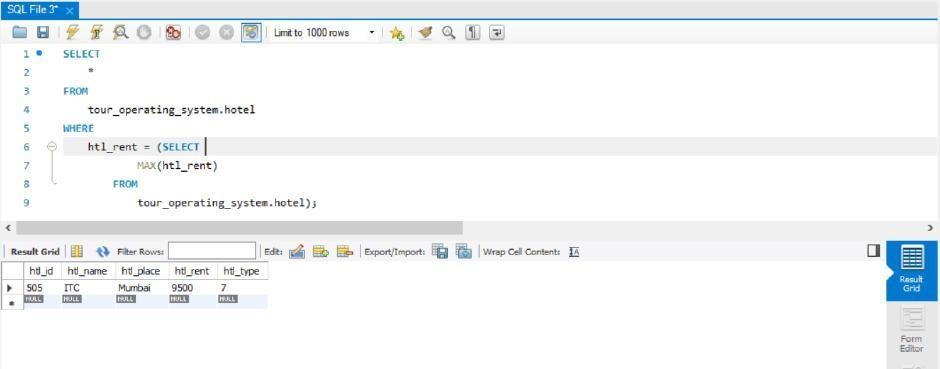 SQL File 3* ×
Limit to 1000 rows
1 SELECT
2 *
3 FROM
4 tour_operating_system.hotel
5 WHERE
6 htl_rent = (SELECT
7 MAX(htl_rent)
8 FROM
9 tour_operating_system.hotel);
Result Grid Filter Rows: Edit: Export/Import: Wrap Cell Content:
htl_id htl_name htl_place htl_rent htl_type
505 ITC Mumbai 9500 7
NULL NULL NULL NULL NULL
Result
Grid
Form
Editor